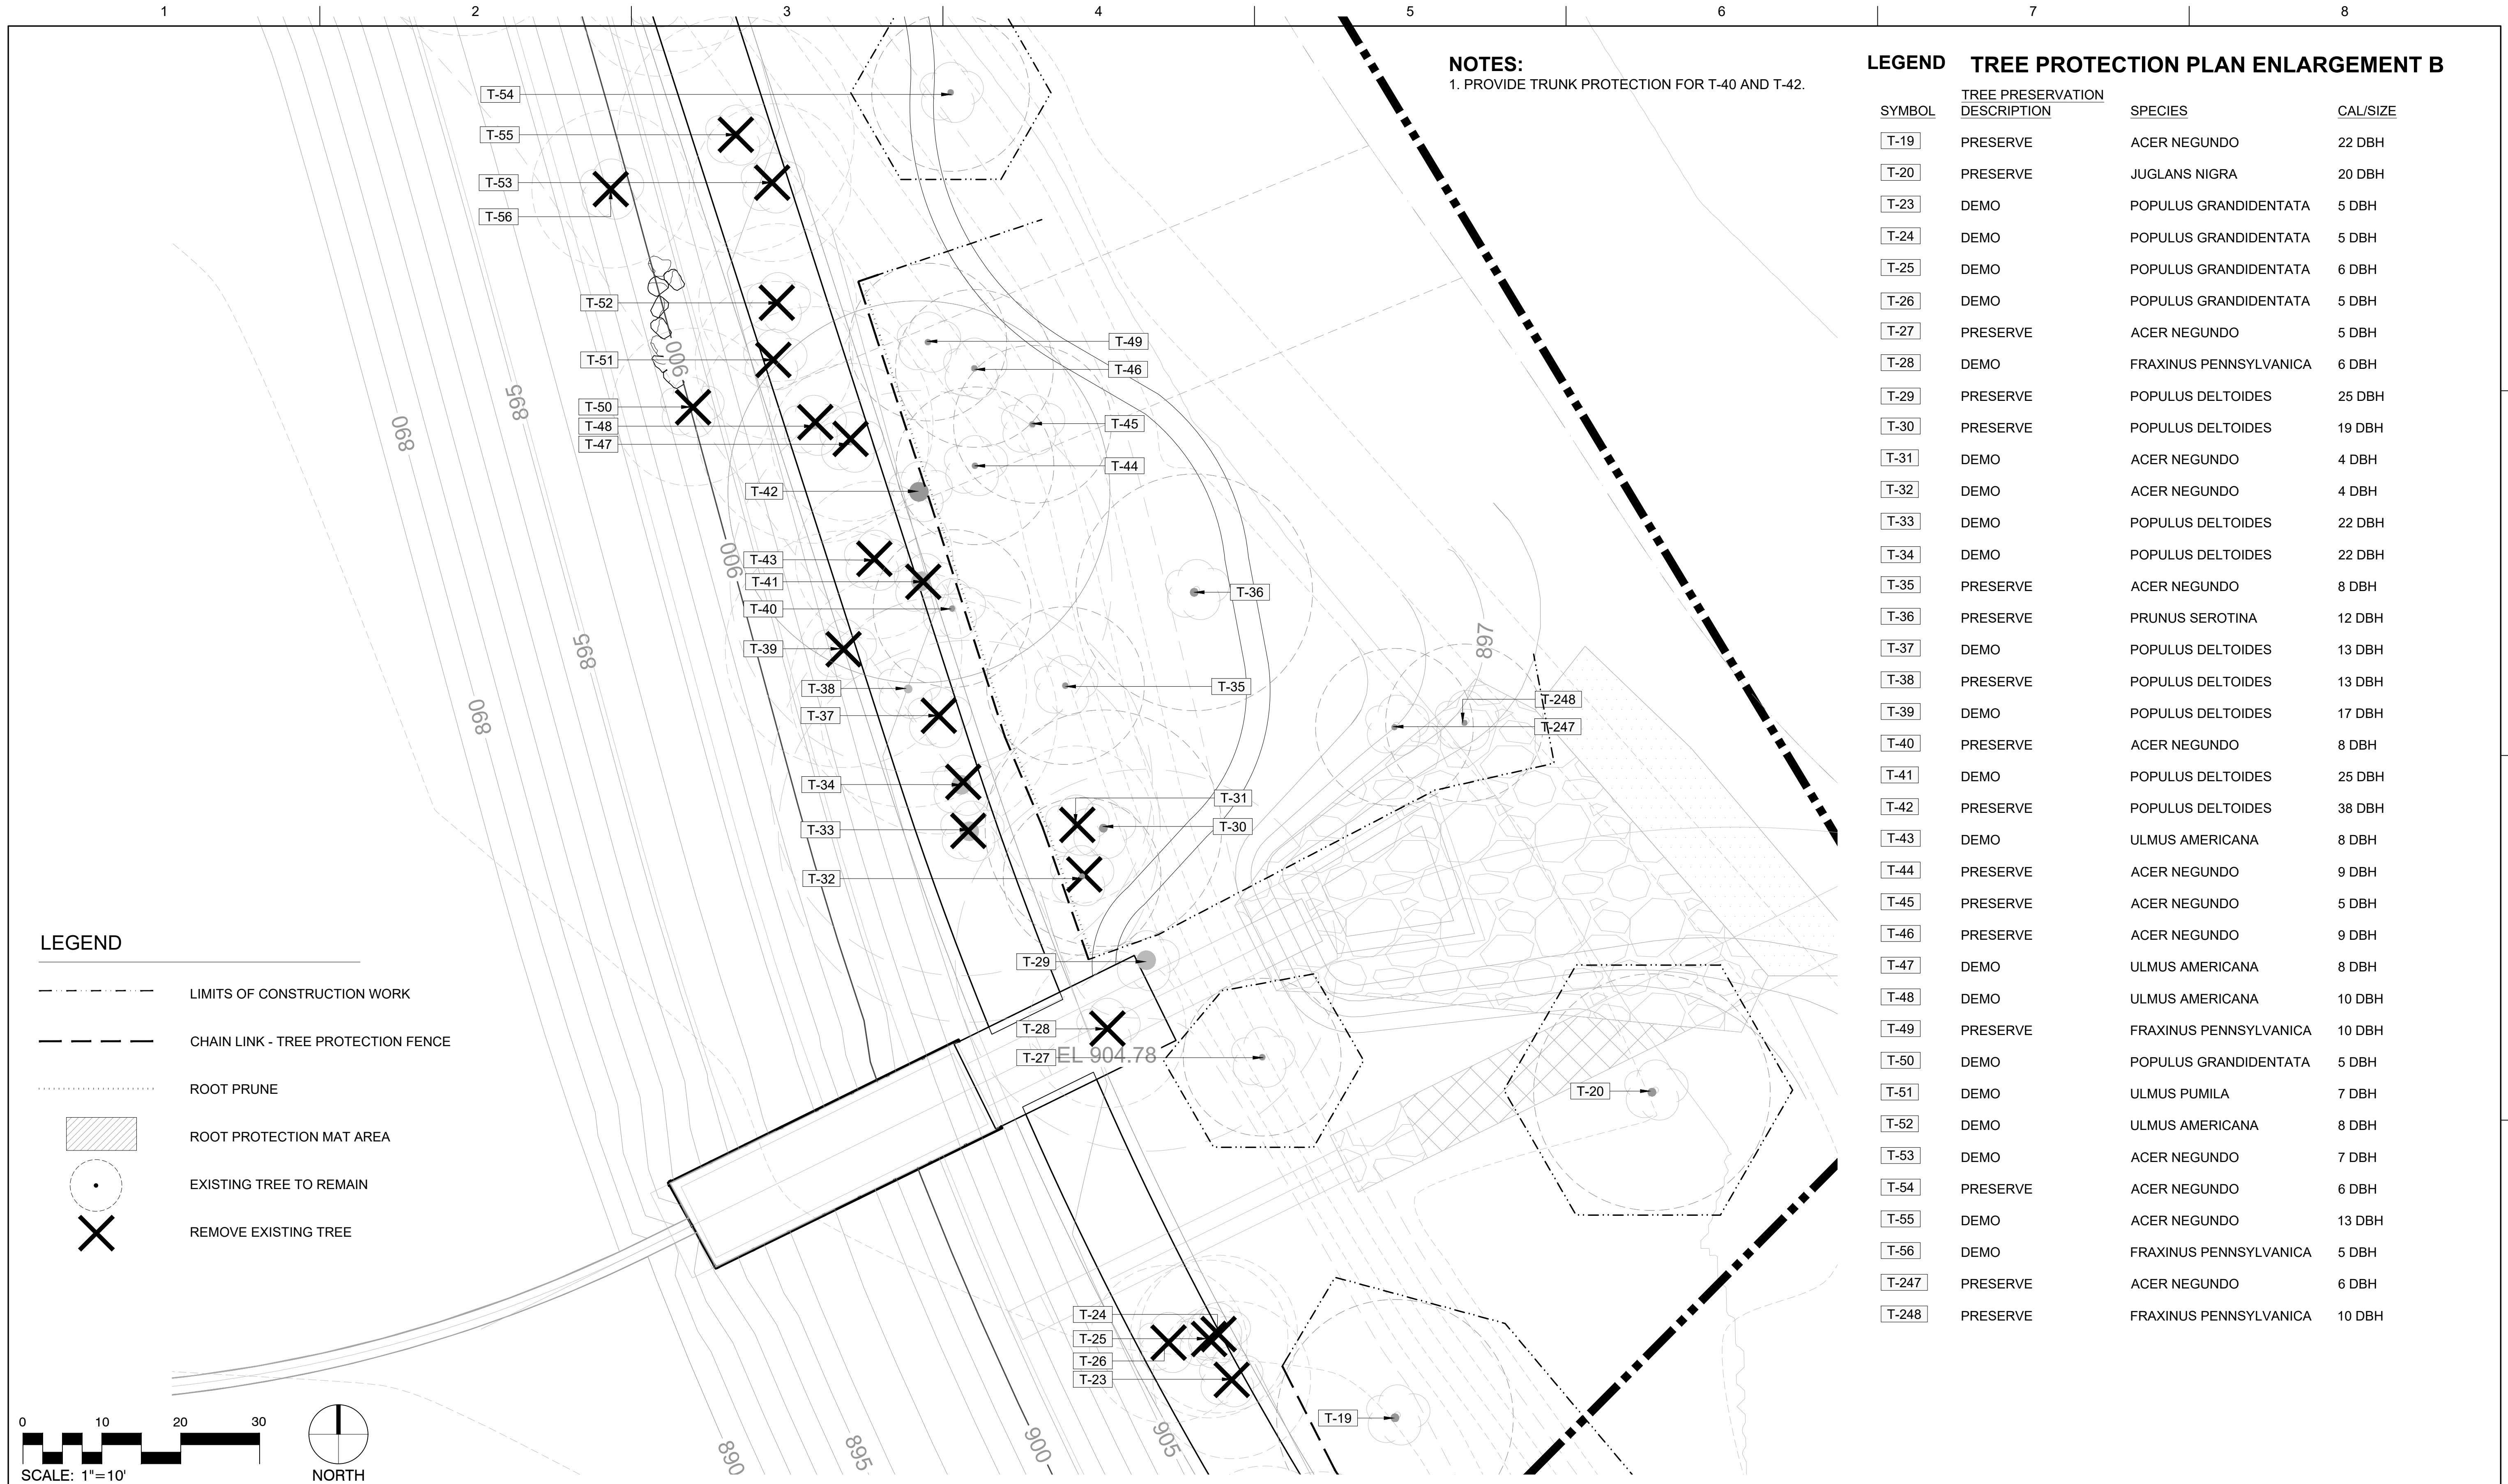 1 2 3 4 5 6 7 8
NOTES:
1. PROVIDE TRUNK PROTECTION FOR T-40 AND T-42.
LEGEND TREE PROTECTION PLAN ENLARGEMENT B
TREE PRESERVATION
SYMBOL DESCRIPTION SPECIES CAL/SIZE
T-19 PRESERVE ACER NEGUNDO 22 DBH
T-20 PRESERVE JUGLANS NIGRA 20 DBH
T-23 DEMO POPULUS GRANDIDENTATA 5 DBH
T-24 DEMO POPULUS GRANDIDENTATA 5 DBH
T-25 DEMO POPULUS GRANDIDENTATA 6 DBH
T-26 DEMO POPULUS GRANDIDENTATA 5 DBH
T-27 PRESERVE ACER NEGUNDO 5 DBH
T-28 DEMO FRAXINUS PENNSYLVANICA 6 DBH
T-29 PRESERVE POPULUS DELTOIDES 25 DBH
T-30 PRESERVE POPULUS DELTOIDES 19 DBH
T-31 DEMO ACER NEGUNDO 4 DBH
T-32 DEMO ACER NEGUNDO 4 DBH
T-33 DEMO POPULUS DELTOIDES 22 DBH
T-34 DEMO POPULUS DELTOIDES 22 DBH
T-35 PRESERVE ACER NEGUNDO 8 DBH
T-36 PRESERVE PRUNUS SEROTINA 12 DBH
T-37 DEMO POPULUS DELTOIDES 13 DBH
T-38 PRESERVE POPULUS DELTOIDES 13 DBH
T-39 DEMO POPULUS DELTOIDES 17 DBH
T-40 PRESERVE ACER NEGUNDO 8 DBH
T-41 DEMO POPULUS DELTOIDES 25 DBH
T-42 PRESERVE POPULUS DELTOIDES 38 DBH
T-43 DEMO ULMUS AMERICANA 8 DBH
T-44 PRESERVE ACER NEGUNDO 9 DBH
T-45 PRESERVE ACER NEGUNDO 5 DBH
T-46 PRESERVE ACER NEGUNDO 9 DBH
T-47 DEMO ULMUS AMERICANA 8 DBH
T-48 DEMO ULMUS AMERICANA 10 DBH
T-49 PRESERVE FRAXINUS PENNSYLVANICA 10 DBH
T-50 DEMO POPULUS GRANDIDENTATA 5 DBH
T-51 DEMO ULMUS PUMILA 7 DBH
T-52 DEMO ULMUS AMERICANA 8 DBH
T-53 DEMO ACER NEGUNDO 7 DBH
T-54 PRESERVE ACER NEGUNDO 6 DBH
T-55 DEMO ACER NEGUNDO 13 DBH
T-56 DEMO FRAXINUS PENNSYLVANICA 5 DBH
T-247 PRESERVE ACER NEGUNDO 6 DBH
T-248 PRESERVE FRAXINUS PENNSYLVANICA 10 DBH
T-54
T-55
T-53
T-56
T-52
T-49
T-51
T-46
900
895
T-50
T-45
T-48
890
T-47
T-44
T-42
T-43
900
T-41
T-36
T-40
897
T-39
895
T-38
T-35
T-248
T-37
890
T-247
T-34
T-31
T-33
T-30
T-32
T-29
T-28
T-27
EL 904.78
T-20
T-24
T-25
T-26
T-23
T-19
890
895
900
905
LEGEND
LIMITS OF CONSTRUCTION WORK
CHAIN LINK - TREE PROTECTION FENCE
ROOT PRUNE
ROOT PROTECTION MAT AREA
EXISTING TREE TO REMAIN
REMOVE EXISTING TREE
0 10 20 30
SCALE: 1"=10'
NORTH